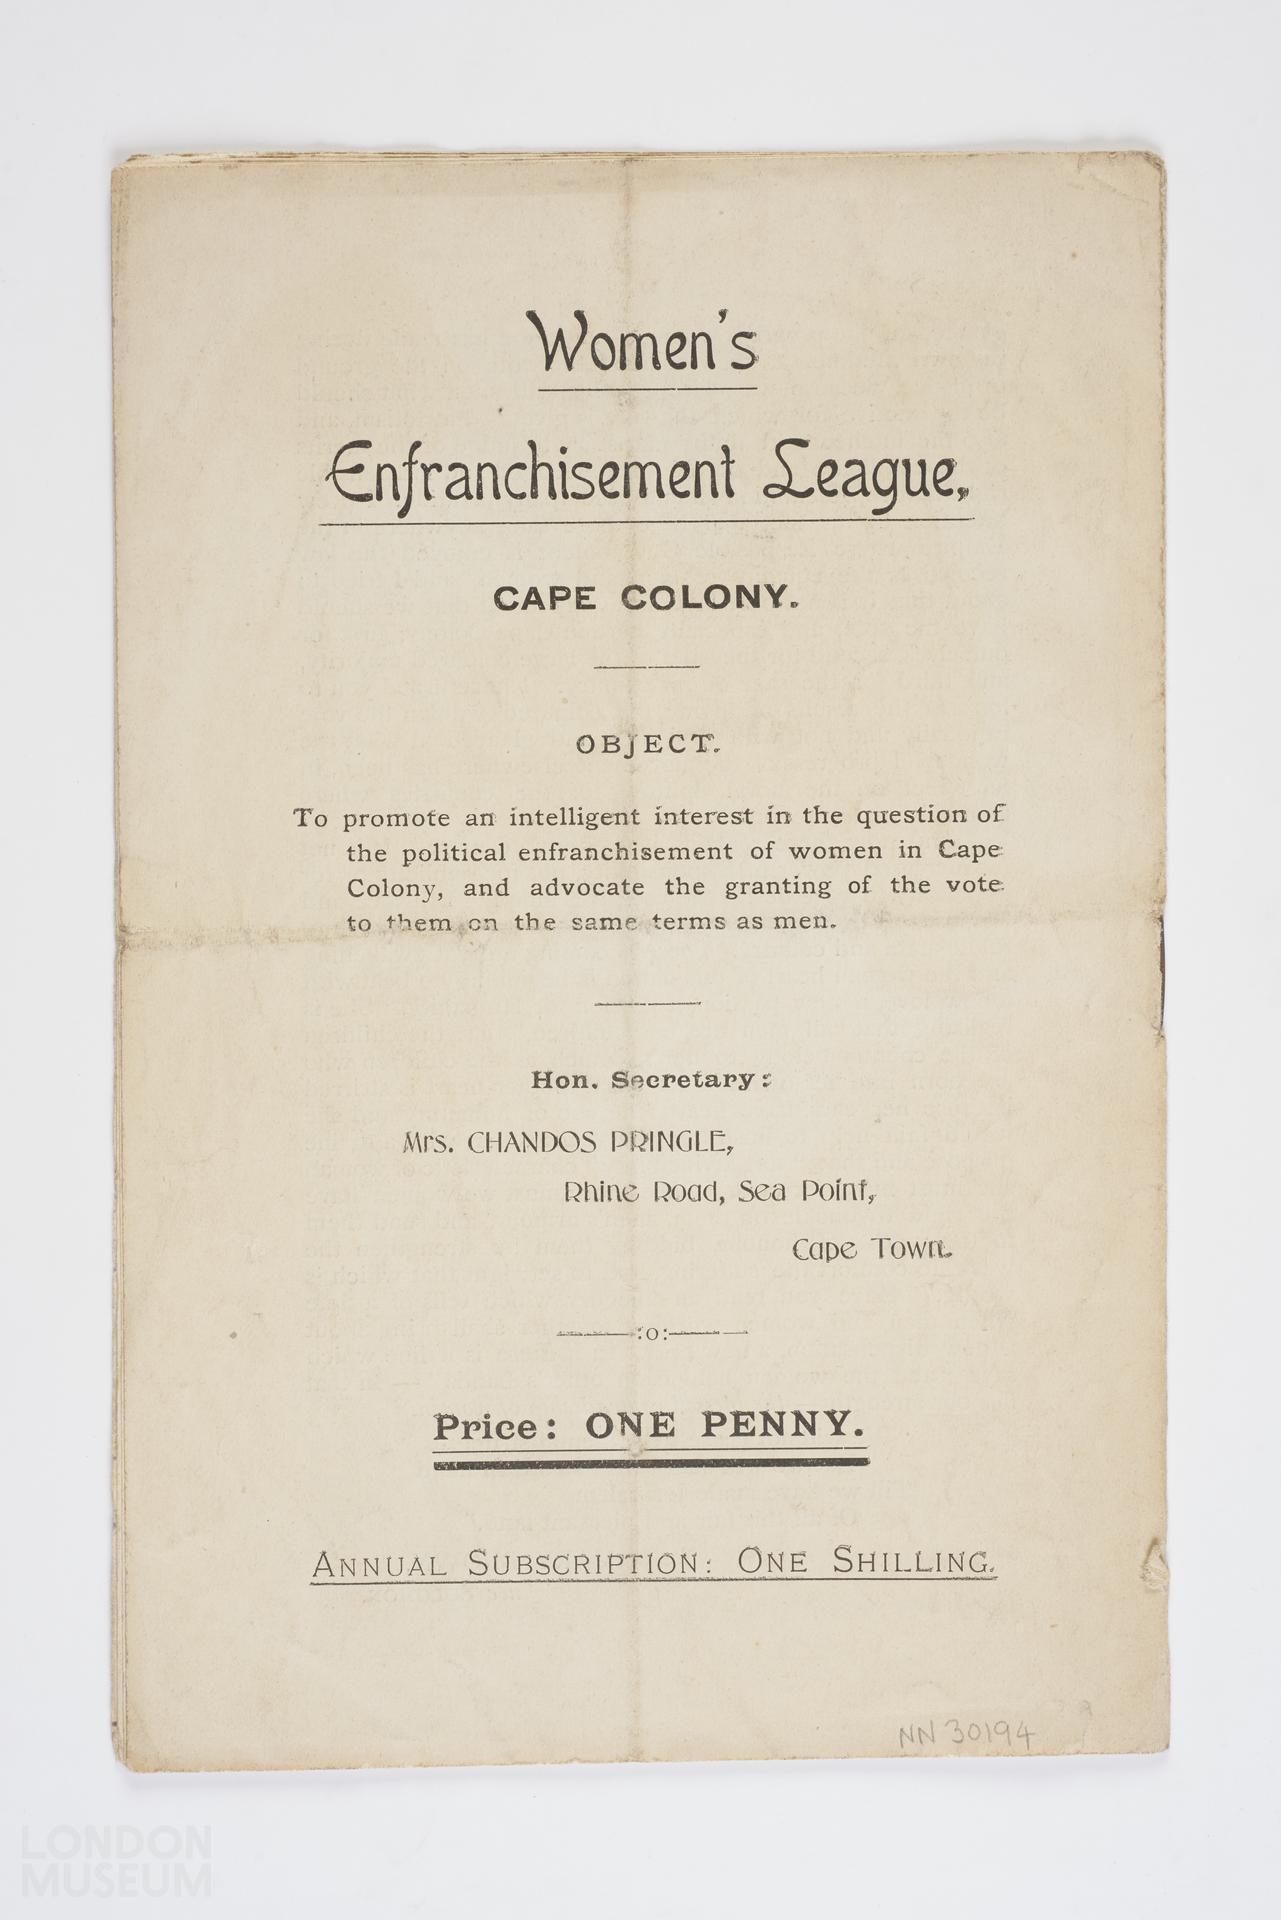 Women's
Enfranchisement League,
CAPE COLONY.
OBJECT.
To promote an intelligent interest in the question of
the political enfranchisement of women in Cape
Colony, and advocate the granting of the vote
to them on the same terms as men.
Hon. Secretary:
Mrs. CHANDOS PRINGLE,
Rhine Road, Sea Point,
Cape Town.
:o:
Price: ONE PENNY.
ANNUAL SUBSCRIPTION: ONE SHILLING.
NN 30194
LONDON
MUSEUM